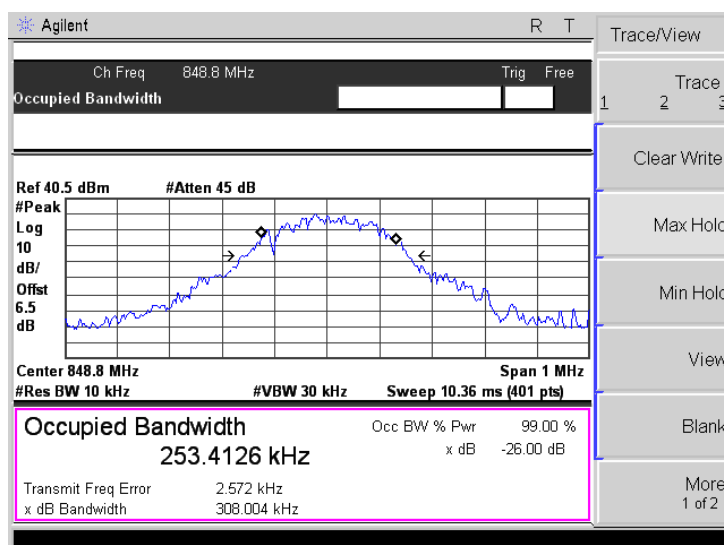 Agilent R T
Ch Freq 848.8 MHz Trig Free
Occupied Bandwidth
Ref 40.5 dBm #Atten 45 dB
#Peak
Log
10
dB/
Offst
6.5
dB
Center 848.8 MHz Span 1 MHz
#Res BW 10 kHz #VBW 30 kHz Sweep 10.36 ms (401 pts)
Occupied Bandwidth Occ BW % Pwr 99.00 %
253.4126 kHz x dB -26.00 dB
Transmit Freq Error 2.572 kHz
x dB Bandwidth 308.004 kHz
Trace/View
Trace
1 2 3
Clear Write
Max Hold
Min Hold
View
Blank
More
1 of 2